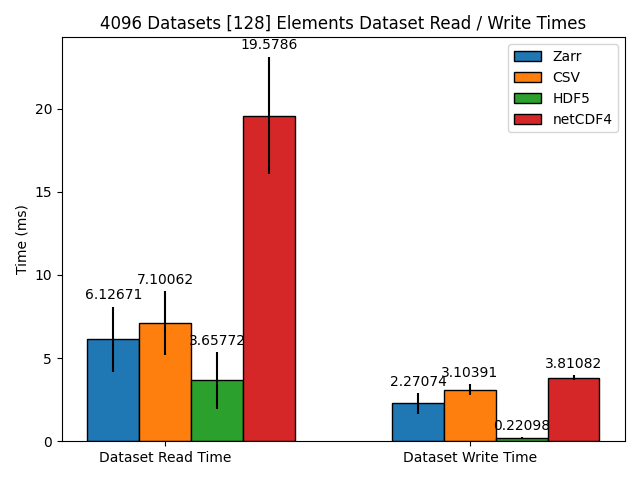 4096 Datasets [128] Elements Dataset Read / Write Times
19.5786
Zarr
CSV
HDF5
netCDF4
20
15
10
5
0
Time (ms)
7.10062
6.12671
3.65772
3.81082
3.10391
2.27074
0.22098
Dataset Read Time
Dataset Write Time